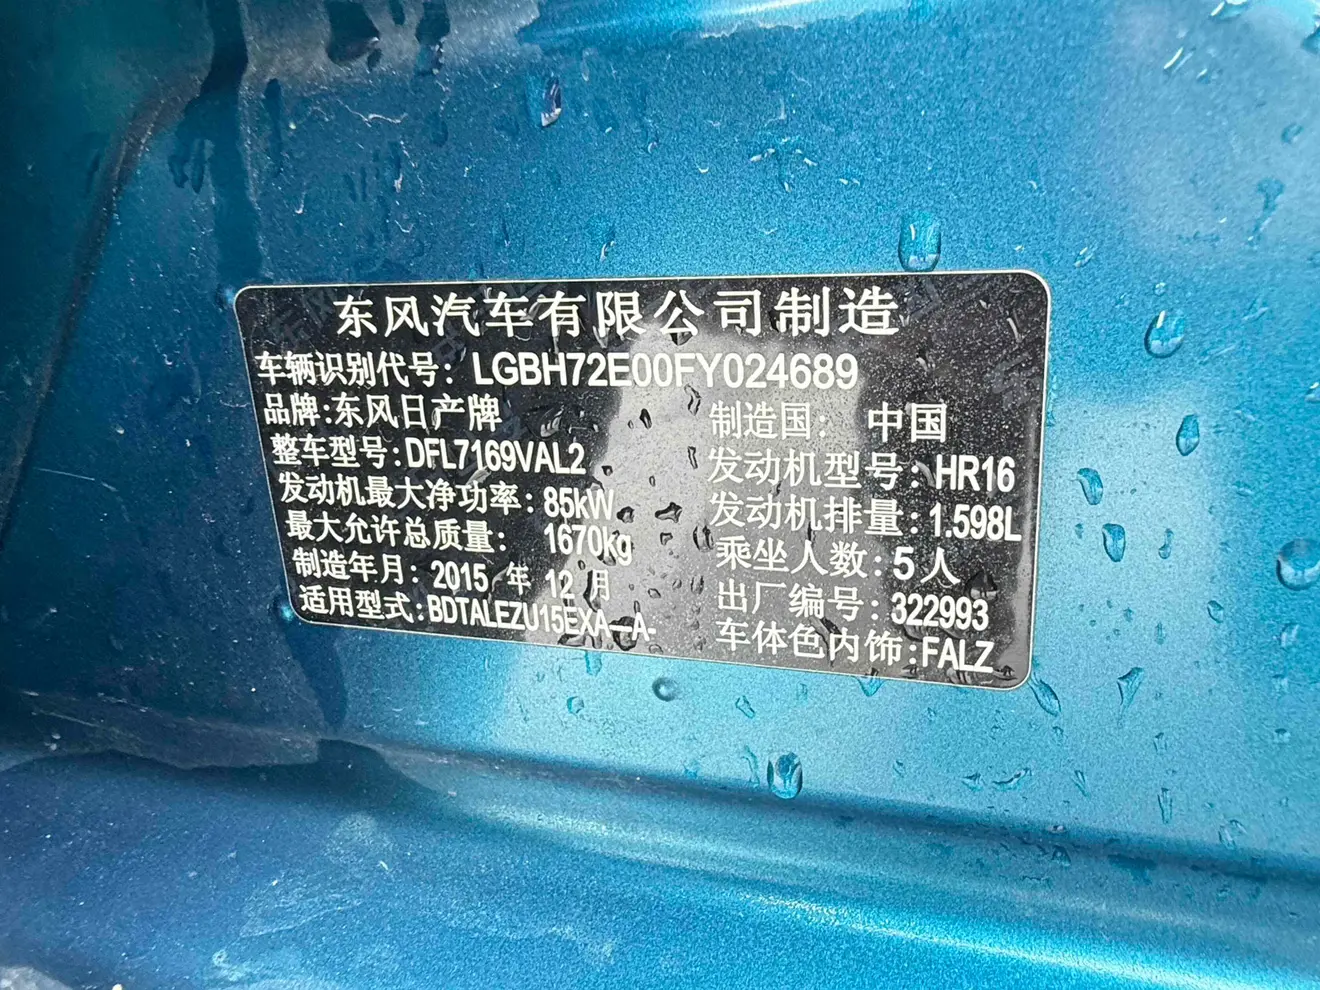 东风汽车有限公司制造
车辆识别代号：LGBH72E00FY024689
品牌:东风日产牌
制造国： 中国
整车型号:DFL7169VAL2
发动机型号:HR16
发动机最大净功率: 85kW
发动机排量:1.598L
最大允许总质量： 1670kg
乘坐人数:5人
制造年月: 2015 年 12 月
出厂编号:322993
适用型式:BDTALEZU15EXA—A-
车体色内饰:FALZ